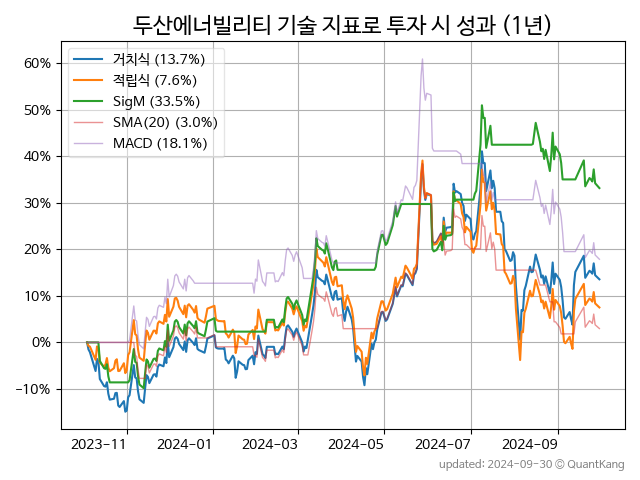 두산에너빌리티 기술 지표로 투자 시 성과 (1년)
거치식 (13.7%)
적립식 (7.6%)
SigM (33.5%)
SMA(20) (3.0%)
MACD (18.1%)
60%
50%
40%
30%
20%
10%
0%
−10%
2023-11
2024-01
2024-03
2024-05
2024-07
2024-09
updated: 2024-09-30 © QuantKang